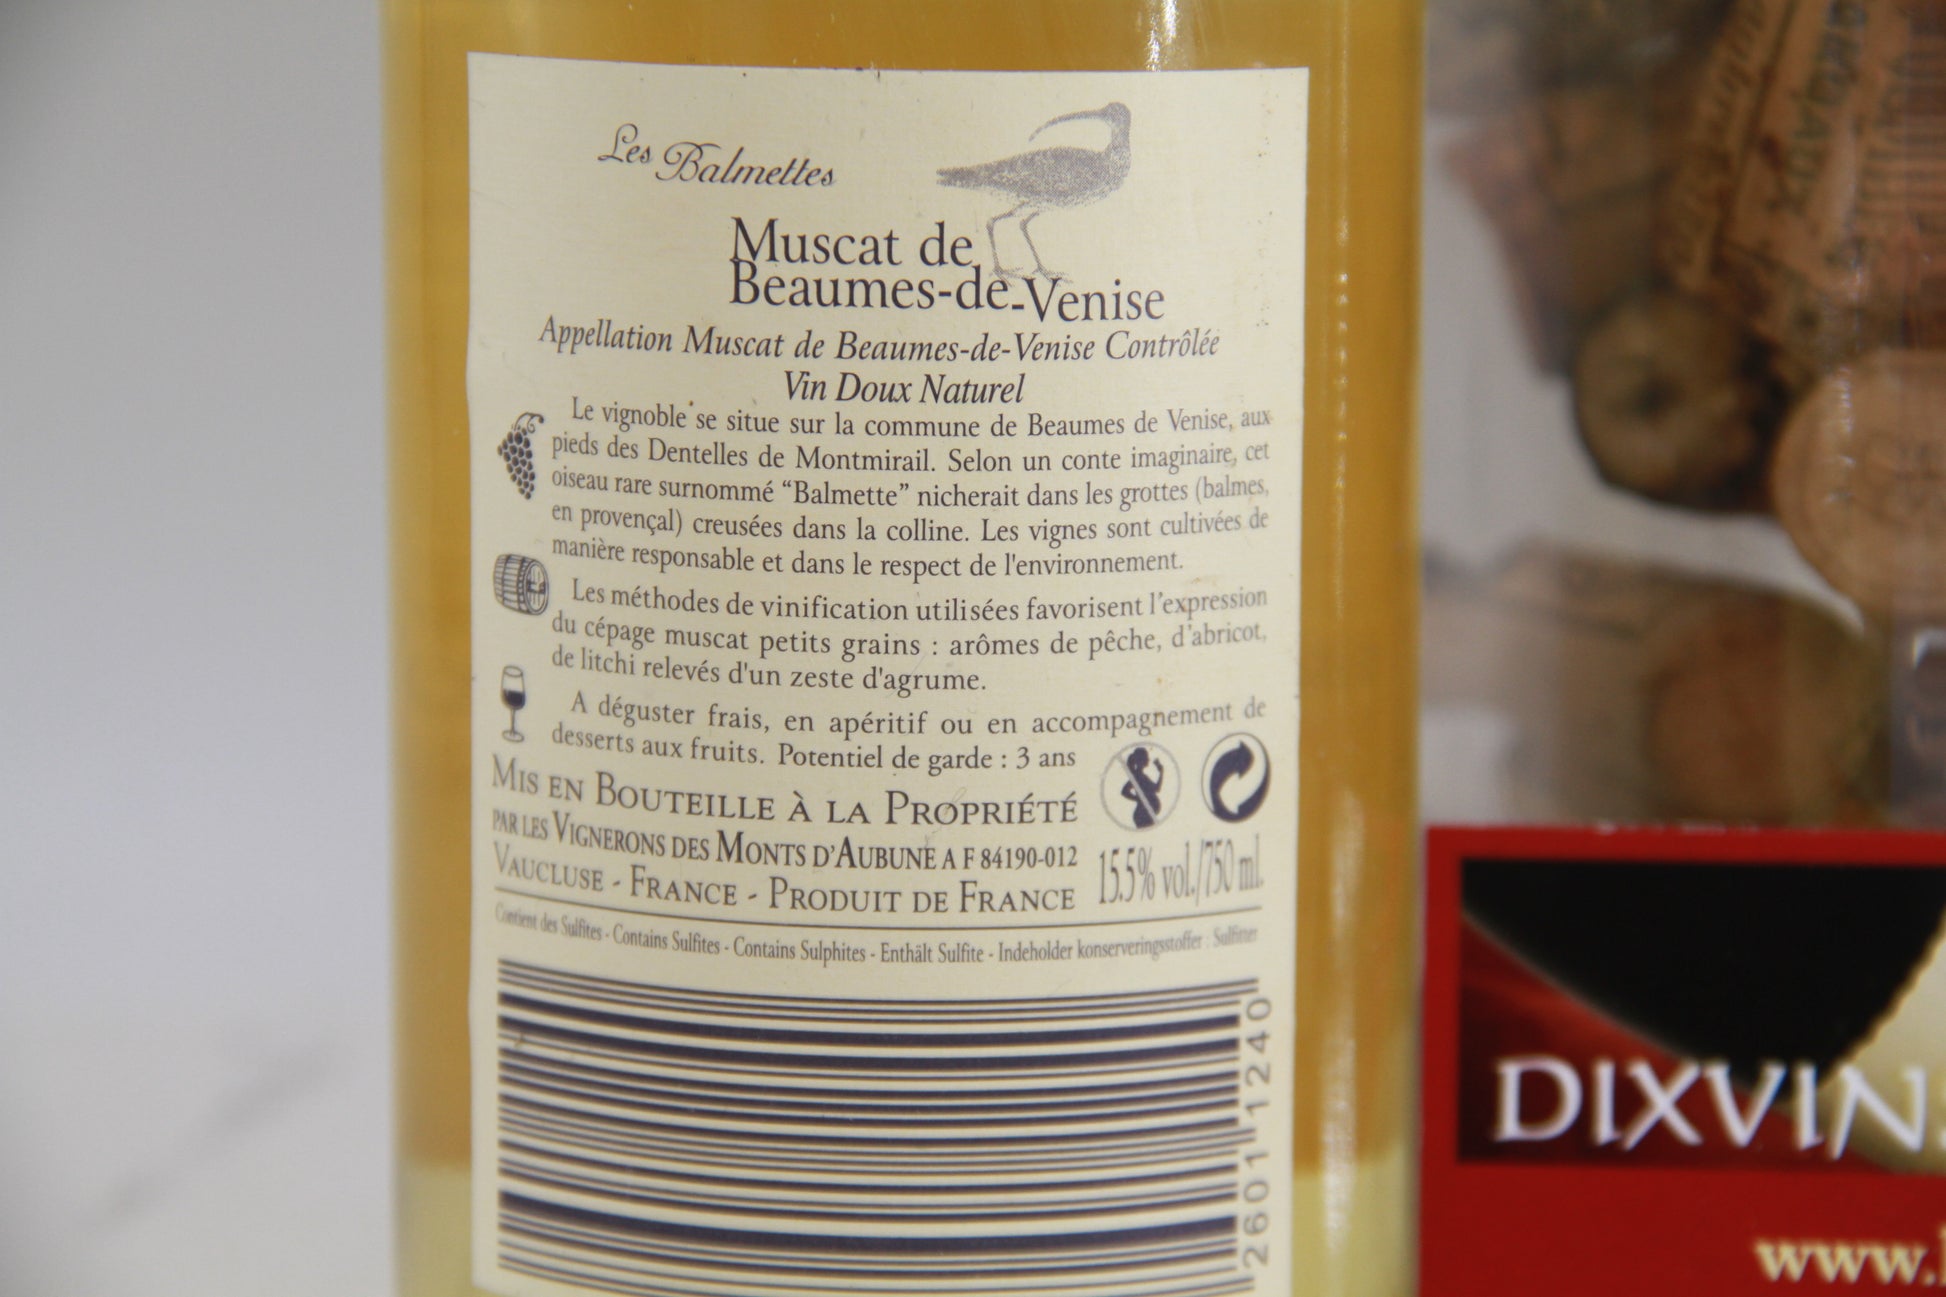 Les Balmettes
Muscat de
Beaumes-de-Venise
Appellation Muscat de Beaumes-de-Venise Contrôlée
Vin Doux Naturel
Le vignoble se situe sur la commune de Beaumes de Venise, aux
pieds des Dentelles de Montmirail. Selon un conte imaginaire, cet
oiseau rare surnommé “Balmette” nicherait dans les grottes (balmes,
en provençal) creusées dans la colline. Les vignes sont cultivées de
manière responsable et dans le respect de l'environnement.
Les méthodes de vinification utilisées favorisent l'expression
du cépage muscat petits grains : arômes de pêche, d'abricot,
de litchi relevés d'un zeste d'agrume.
A déguster frais, en apéritif ou en accompagnement de
desserts aux fruits. Potentiel de garde : 3 ans
MIS EN BOUTEILLE À LA PROPRIÉTÉ
PAR LES VIGNERONS DES MONTS D'AUBUNE A F 84190-012
VAUCLUSE - FRANCE - PRODUIT DE FRANCE
15.5% vol./750 ml.
Contient des Sulfites - Contains Sulfites - Contains Sulphites - Enthält Sulfite - Indeholder konserveringsstoffer : Sulfitter
2601 1240
DIXVIN
www.